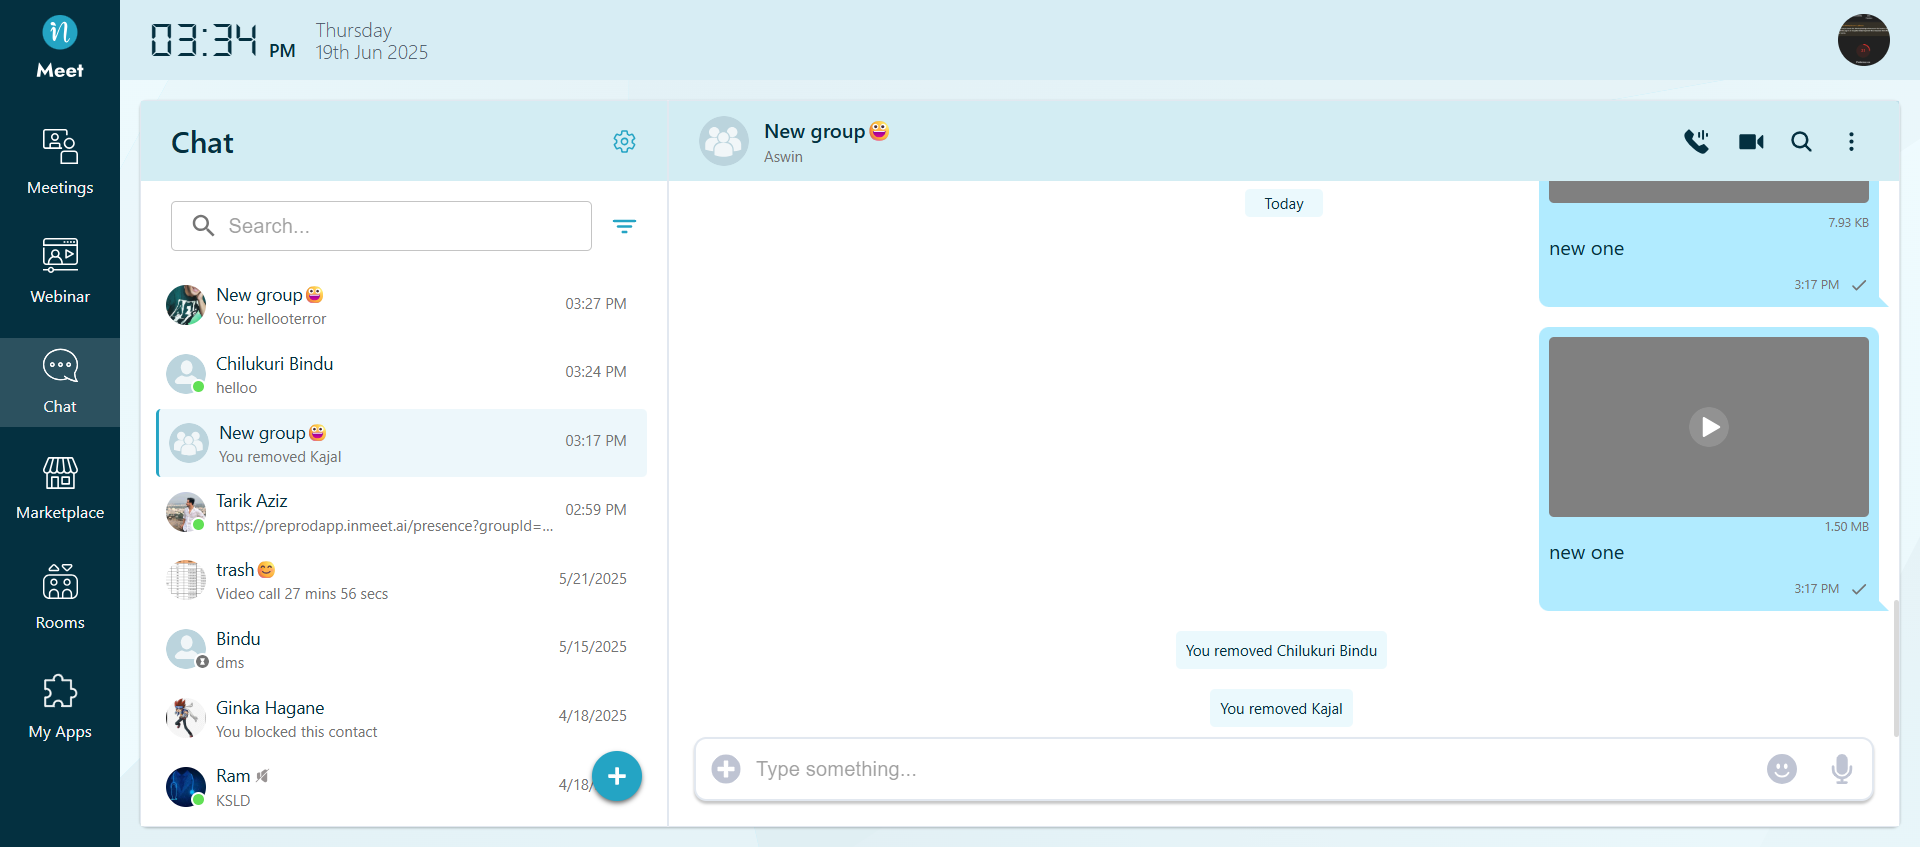 Meet
03:34 PM
Thursday
19th Jun 2025
Meetings
Webinar
Chat
Marketplace
Rooms
My Apps
Chat
Search...
New group😀
You: hellooterror
03:27 PM
Chilukuri Bindu
helloo
03:24 PM
New group😀
You removed Kajal
03:17 PM
Tarik Aziz
https://preprodapp.inmeet.ai/presence?groupId=...
02:59 PM
trash😊
Video call 27 mins 56 secs
5/21/2025
Bindu
dms
5/15/2025
Ginka Hagane
You blocked this contact
4/18/2025
Ram
KSLD
4/18/
New group😀
Aswin
Today
7.93 KB
new one
3:17 PM
1.50 MB
new one
3:17 PM
You removed Chilukuri Bindu
You removed Kajal
Type something...